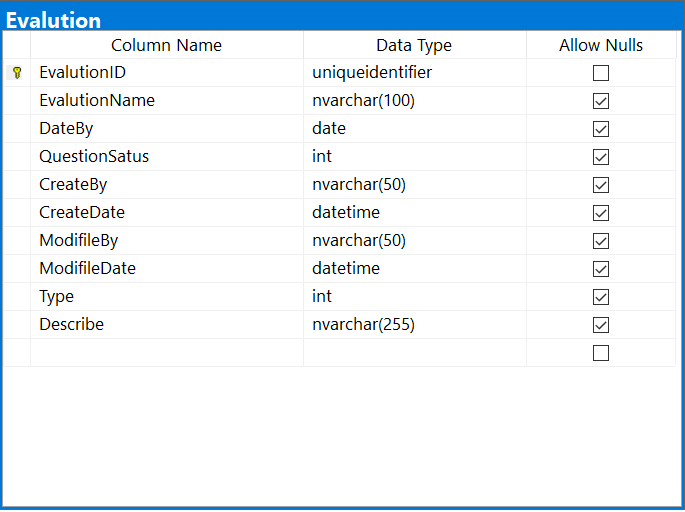 Evalution
Column Name Data Type Allow Nulls
EvalutionID uniqueidentifier
EvalutionName nvarchar(100)
DateBy date
QuestionSatus int
CreateBy nvarchar(50)
CreateDate datetime
ModifileBy nvarchar(50)
ModifileDate datetime
Type int
Describe nvarchar(255)